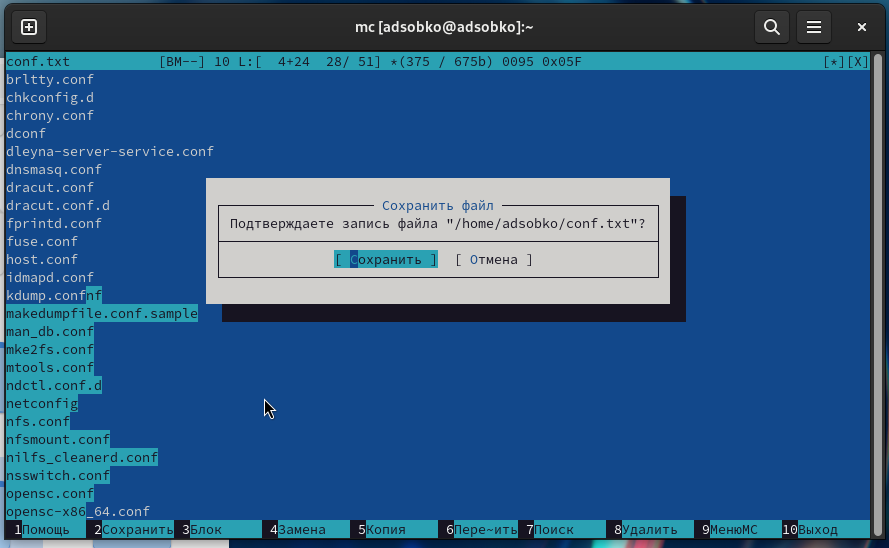 mc [adsobko@adsobko]:~
conf.txt [BM--] 10 L:[ 4+24 28/ 51] *(375 / 675b) 0095 0x05F [*][X]
brltty.conf
chkconfig.d
chrony.conf
dconf
dleyna-server-service.conf
dnsmasq.conf
dracut.conf
dracut.conf.d
fprintd.conf
fuse.conf
host.conf
idmapd.conf
kdump.confnf
makedumpfile.conf.sample
man_db.conf
mke2fs.conf
mtools.conf
ndctl.conf.d
netconfig
nfs.conf
nfsmount.conf
nilfs_cleanerd.conf
nsswitch.conf
opensc.conf
opensc-x86_64.conf
Сохранить файл
Подтверждаете запись файла "/home/adsobko/conf.txt"?
[ Сохранить ] [ Отмена ]
1Помощь 2Сохранить 3Блок 4Замена 5Копия 6Пере~ить 7Поиск 8Удалить 9МенюMC 10Выход